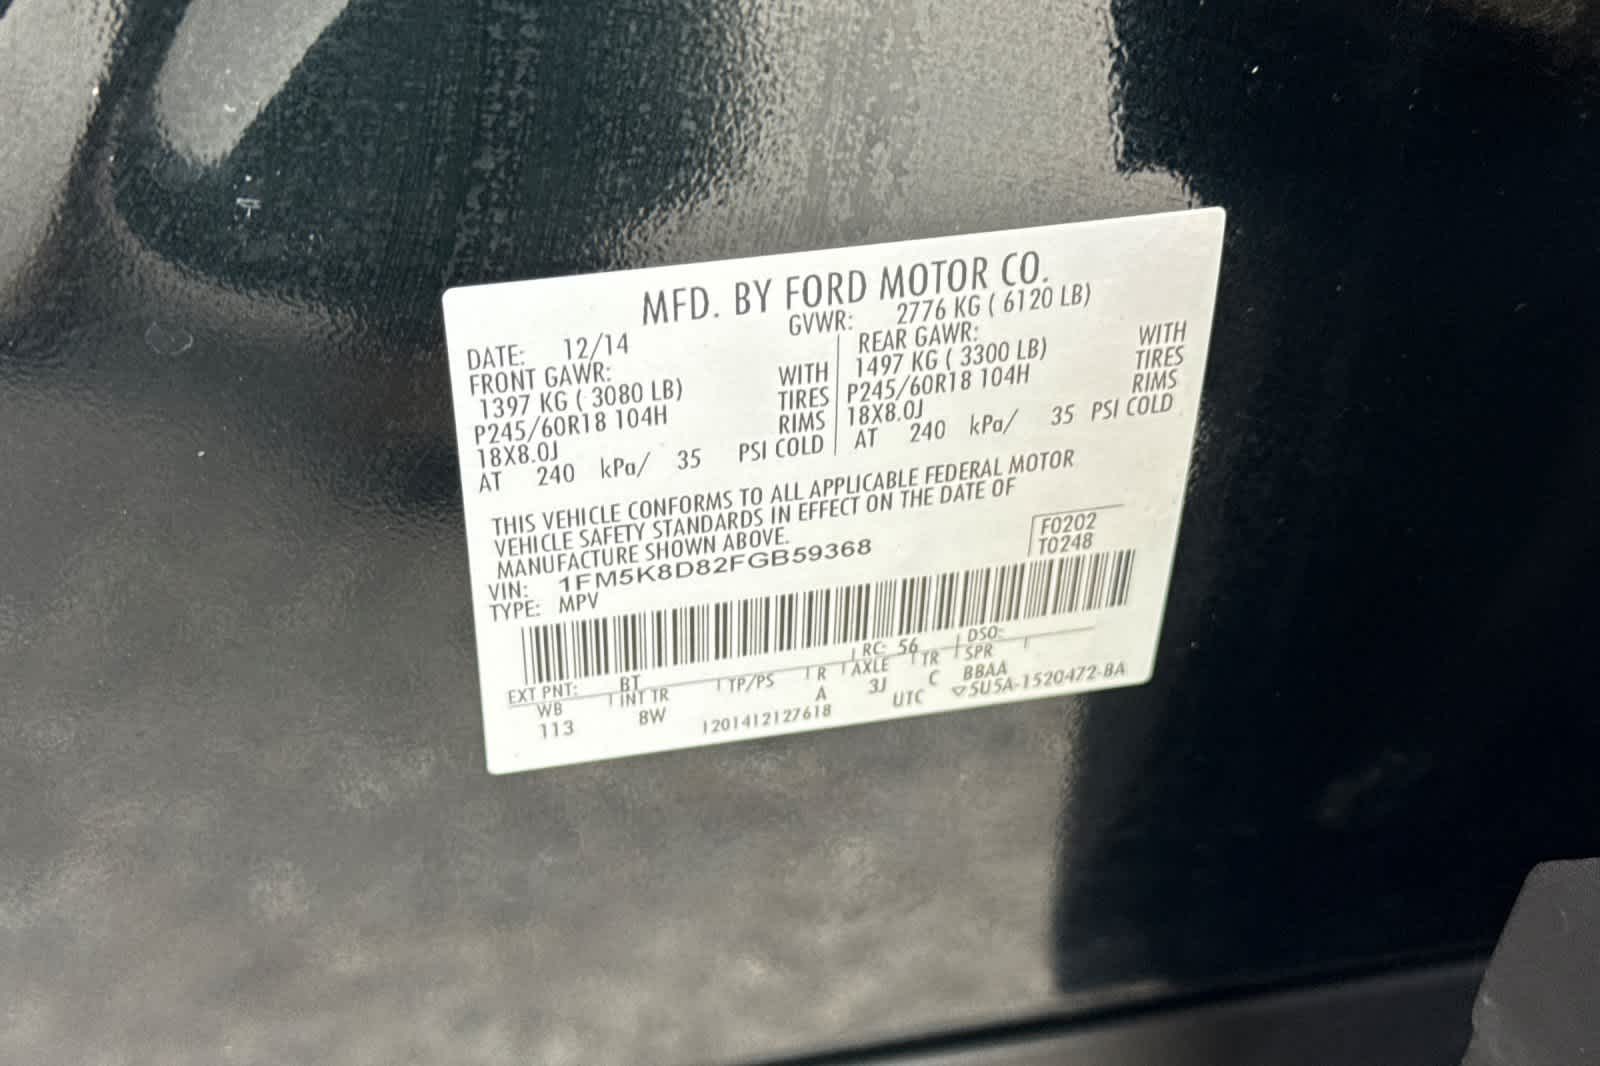 MFD. BY FORD MOTOR CO.
DATE: 12/14 GVWR: 2776 KG ( 6120 LB)
FRONT GAWR: REAR GAWR:
1397 KG ( 3080 LB) WITH 1497 KG ( 3300 LB) WITH
P245/60R18 104H TIRES P245/60R18 104H TIRES
18X8.0J RIMS 18X8.0J RIMS
AT 240 kPa/ 35 PSI COLD AT 240 kPa/ 35 PSI COLD
THIS VEHICLE CONFORMS TO ALL APPLICABLE FEDERAL MOTOR
VEHICLE SAFETY STANDARDS IN EFFECT ON THE DATE OF
MANUFACTURE SHOWN ABOVE.
F0202
VIN: 1FM5K8D82FGB59368 T0248
TYPE: MPV
EXT PNT: BT RC: 56 DSO:
WB INT TR TP/PS R AXLE TR SPR
113 BW A 3J C BBAA
1201412127618 UTC ▽5U5A-1520472-BA